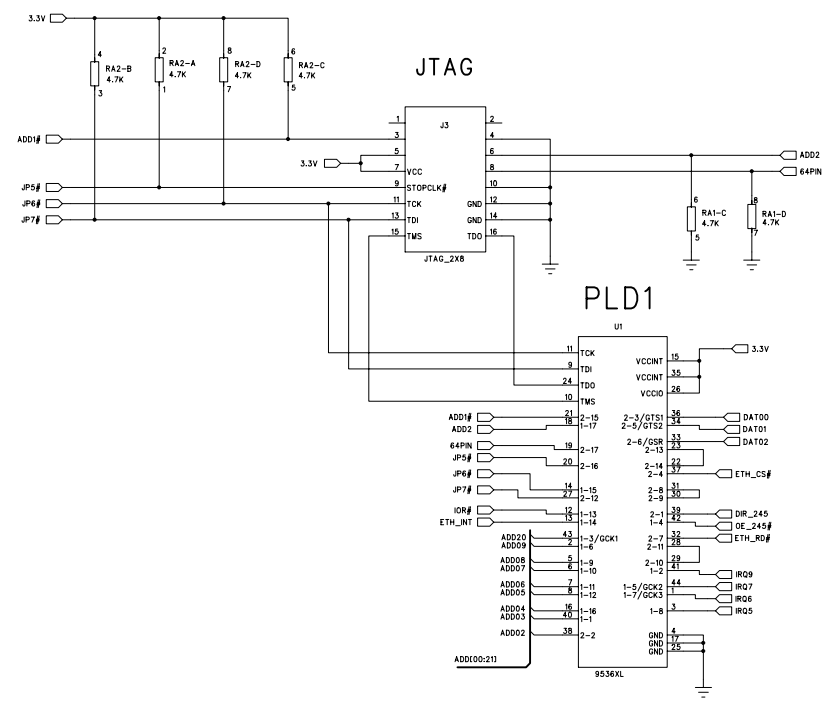 3.3V
4 2 8 6
RA2-B RA2-A RA2-D RA2-C
4.7K 4.7K 4.7K 4.7K
3 1 7 5
JTAG
J3
1 2
ADD1# 3 4
5 6 ADD2
3.3V 7 VCC 8 64PIN
JP5# 9 STOPCLK# 10
JP6# 11 TCK GND 12
JP7# 13 TDI GND 14
15 TMS TDO 16
JTAG_2X8
6 8
RA1-C RA1-D
4.7K 4.7K
5 7
PLD1
U1
11 TCK 3.3V
VCCINT 15
9 TDI
VCCINT 35
24 TDO
VCCIO 26
10 TMS
ADD1# 21 2-15 2-3/GTS1 36 DAT00
ADD2 18 1-17 2-5/GTS2 34 DAT01
2-6/GSR 33 DAT02
64PIN 19 2-17 2-13 23
JP5# 20 2-16 2-14 22
JP6# 2-4 37 ETH_CS#
14 1-15 2-8 31
JP7# 27 2-12 2-9 30
IOR# 12 1-13 2-1 39 DIR_245
ETH_INT 13 1-14 1-4 42 OE_245#
ADD20 43 1-3/GCK1 2-7 32 ETH_RD#
ADD09 2 1-6 2-11 28
ADD08 5 1-9 2-10 29
ADD07 6 1-10 1-2 41 IRQ9
ADD06 7 1-11 1-5/GCK2 44 IRQ7
ADD05 8 1-12 1-7/GCK3 1 IRQ6
ADD04 16 1-16 1-8 3 IRQ5
ADD03 40 1-1
ADD02 38 2-2 GND 4
GND 17
GND 25
ADD[00:21]
9536XL